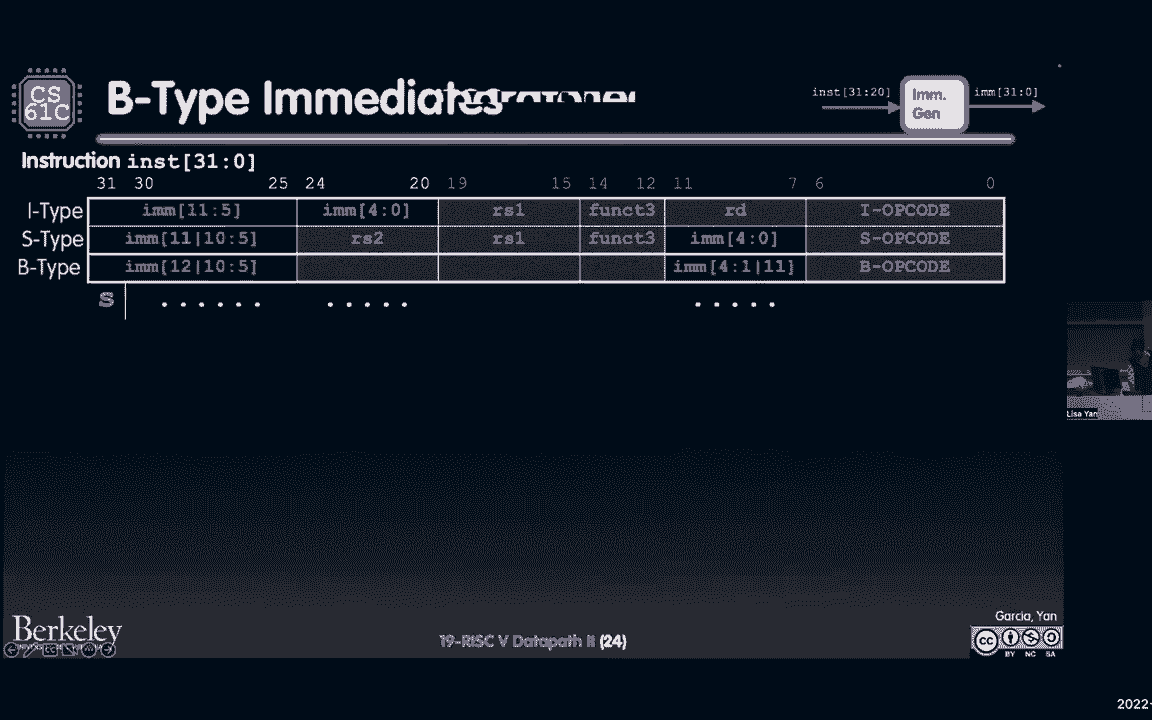 CS
61C
B-Type Immediates
inst[31:20]
Imm.
Gen
imm[31:0]
Instruction inst[31:0]
31 30 25 24 20 19 15 14 12 11 7 6 0
I-Type imm[11:5] imm[4:0] rs1 funct3 rd I-OPCODE
S-Type imm[11|10:5] rs2 rs1 funct3 imm[4:0] S-OPCODE
B-Type imm[12|10:5] imm[4:1|11] B-OPCODE
S
Lisa Yan
Berkeley
19-RISC V Datapath II (24)
Garcia, Yan
cc
BY NC SA
2022-